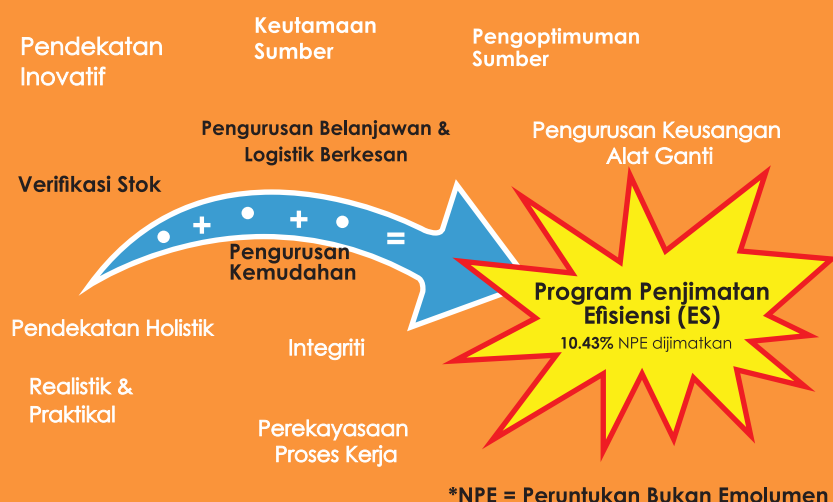 Pendekatan
Inovatif
Keutamaan
Sumber
Pengoptimuman
Sumber
Pengurusan Belanjawan &
Logistik Berkesan
Pengurusan Keusangan
Alat Ganti
Verifikasi Stok
• + • + • =
Pengurusan
Kemudahan
Program Penjimatan
Efisiensi (ES)
10.43% NPE dijimatkan
Pendekatan Holistik
Integriti
Realistik &
Praktikal
Perekayasaan
Proses Kerja
*NPE = Peruntukan Bukan Emolumen